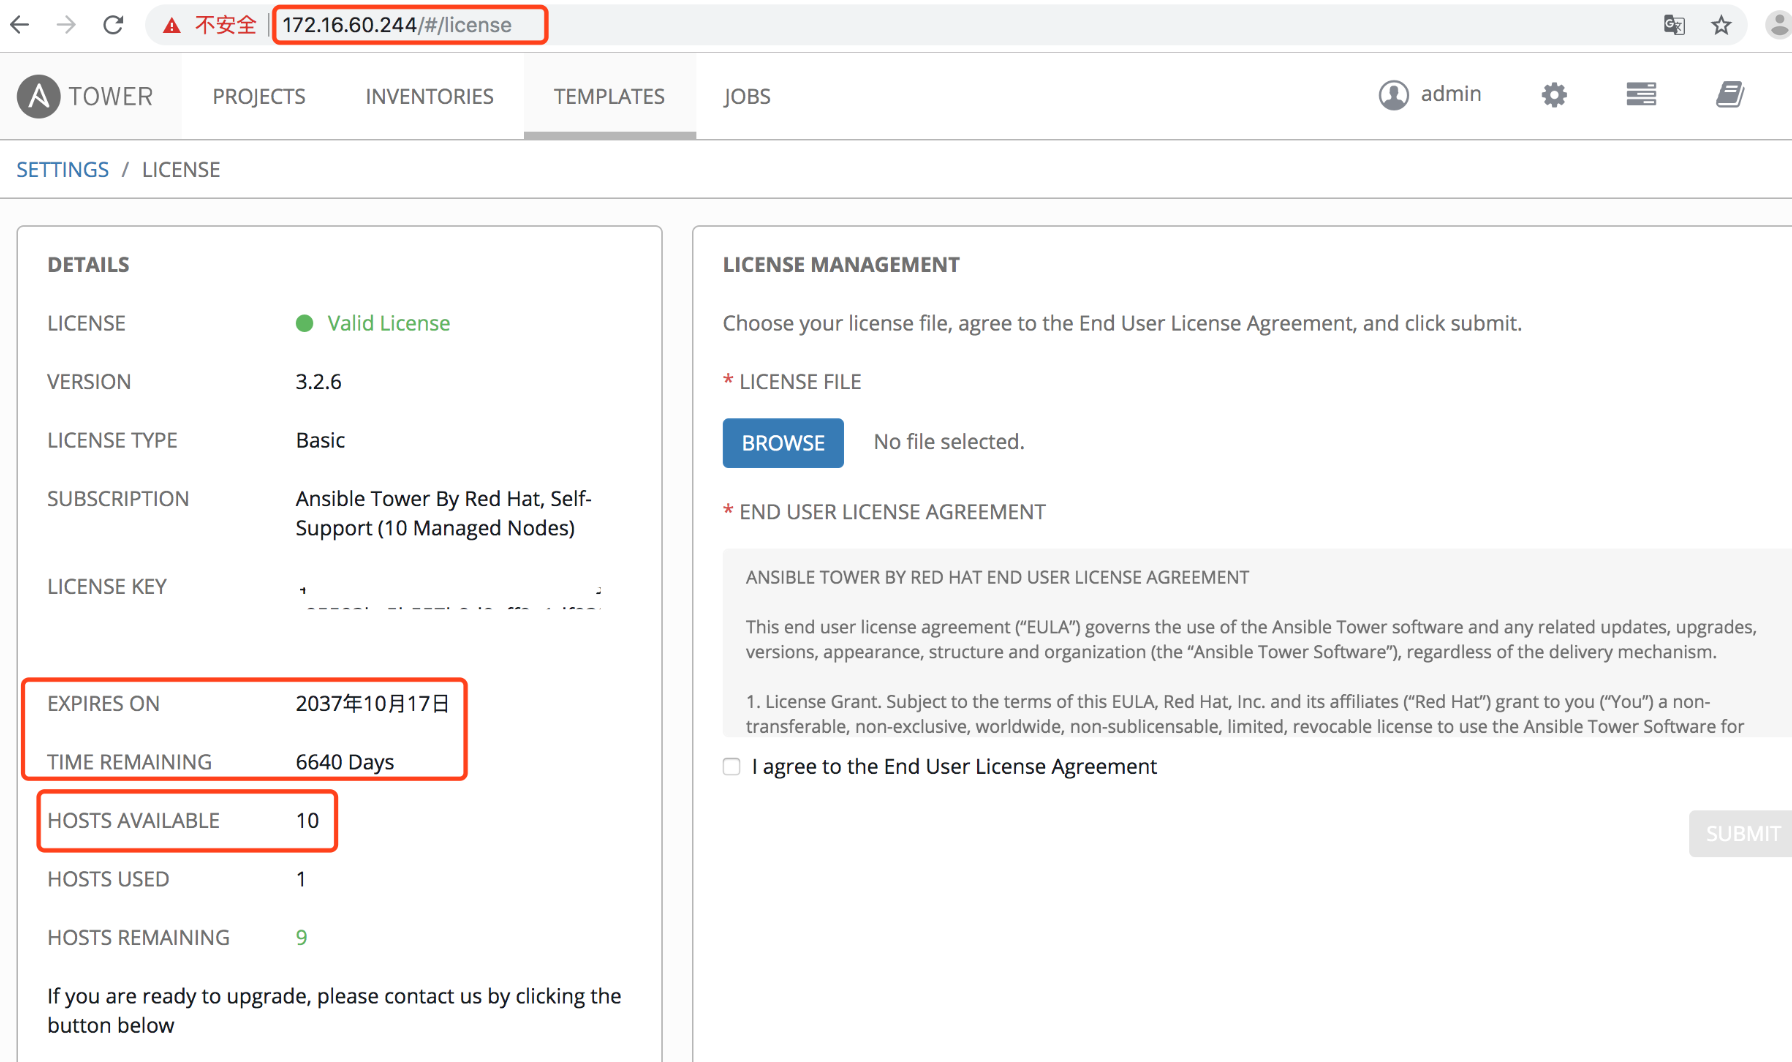 不安全 172.16.60.244/#/license
TOWER PROJECTS INVENTORIES TEMPLATES JOBS admin
SETTINGS / LICENSE
DETAILS
LICENSE Valid License
VERSION 3.2.6
LICENSE TYPE Basic
SUBSCRIPTION Ansible Tower By Red Hat, Self-
Support (10 Managed Nodes)
LICENSE KEY
EXPIRES ON 2037年10月17日
TIME REMAINING 6640 Days
HOSTS AVAILABLE 10
HOSTS USED 1
HOSTS REMAINING 9
If you are ready to upgrade, please contact us by clicking the
button below
LICENSE MANAGEMENT
Choose your license file, agree to the End User License Agreement, and click submit.
* LICENSE FILE
BROWSE No file selected.
* END USER LICENSE AGREEMENT
ANSIBLE TOWER BY RED HAT END USER LICENSE AGREEMENT
This end user license agreement (“EULA”) governs the use of the Ansible Tower software and any related updates, upgrades,
versions, appearance, structure and organization (the “Ansible Tower Software”), regardless of the delivery mechanism.
1. License Grant. Subject to the terms of this EULA, Red Hat, Inc. and its affiliates (“Red Hat”) grant to you (“You”) a non-
transferable, non-exclusive, worldwide, non-sublicensable, limited, revocable license to use the Ansible Tower Software for
I agree to the End User License Agreement
SUBMIT